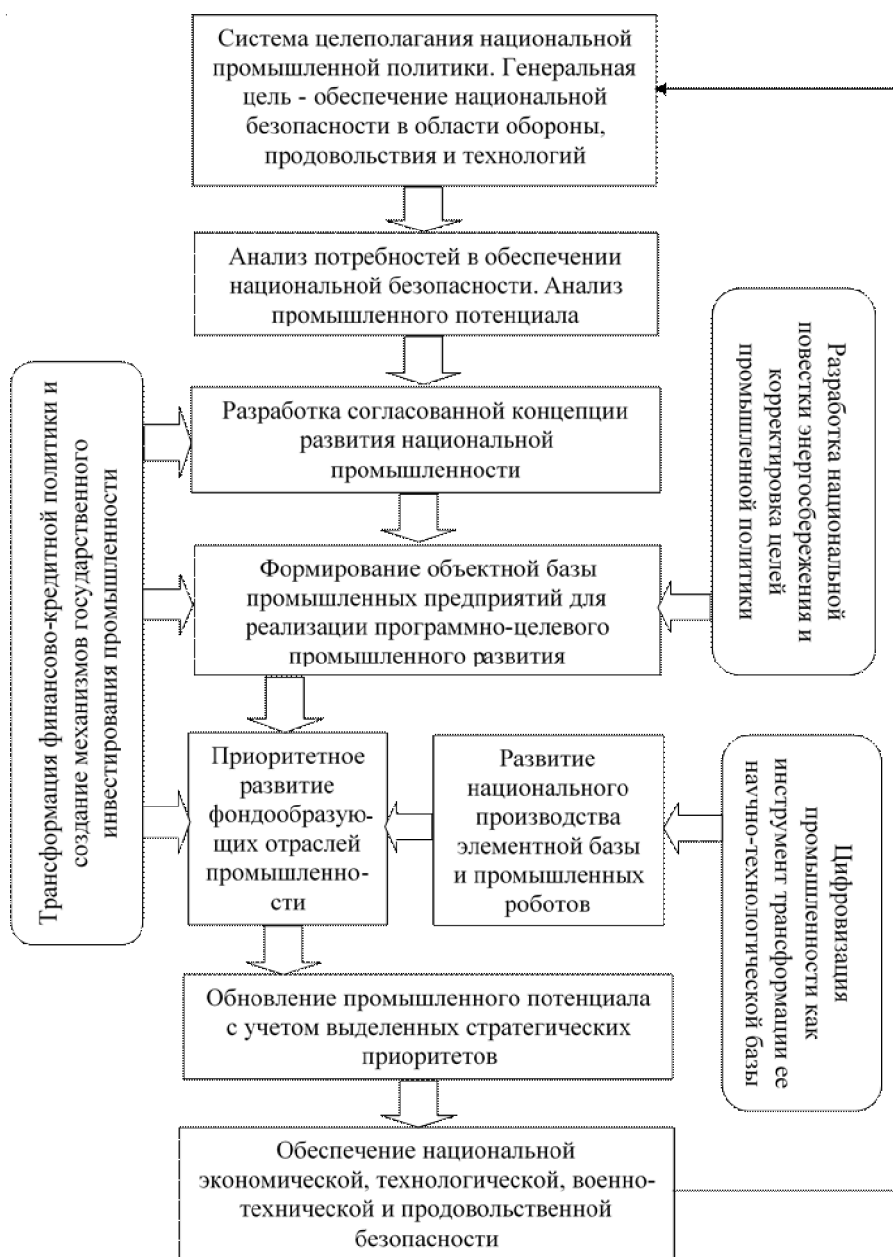 Система целеполагания национальной
промышленной политики. Генеральная
цель - обеспечение национальной
безопасности в области обороны,
продовольствия и технологий
Анализ потребностей в обеспечении
национальной безопасности. Анализ
промышленного потенциала
Разработка национальной
повестки энергосбережения и
корректировка целей
промышленной политики
Трансформация финансово-кредитной политики и
создание механизмов государственного
инвестирования промышленности
Разработка согласованной концепции
развития национальной
промышленности
Формирование объектной базы
промышленных предприятий для
реализации программно-целевого
промышленного развития
Приоритетное
развитие
фондообразую-
щих отраслей
промышленно-
сти
Развитие
национального
производства
элементной базы
и промышленных
роботов
Цифровизация
промышленности как
инструмент трансформации ее
научно-технологической базы
Обновление промышленного потенциала
с учетом выделенных стратегических
приоритетов
Обеспечение национальной
экономической, технологической, военно-
технической и продовольственной
безопасности